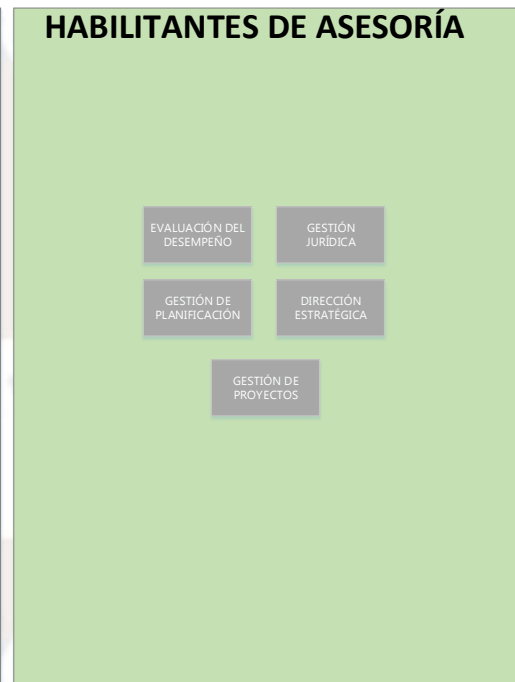 HABILITANTES DE ASESORÍA
EVALUACIÓN DEL
DESEMPEÑO
GESTIÓN
JURÍDICA
GESTIÓN DE
PLANIFICACIÓN
DIRECCIÓN
ESTRATÉGICA
GESTIÓN DE
PROYECTOS